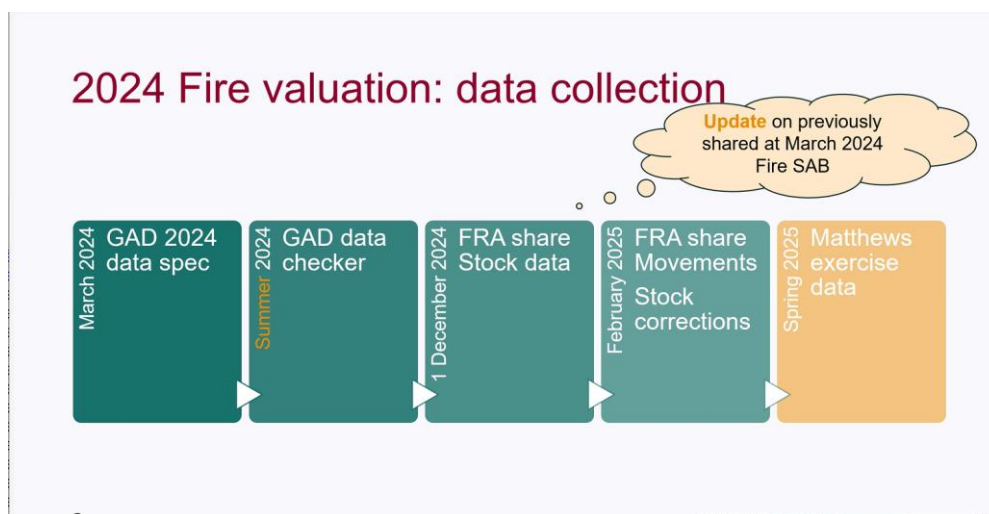 2024 Fire valuation: data collection
Update on previously
shared at March 2024
Fire SAB
March 2024
GAD 2024
data spec
Summer 2024
GAD data
checker
1 December 2024
FRA share
Stock data
February 2025
FRA share
Movements
Stock
corrections
Spring 2025
Matthews
exercise
data